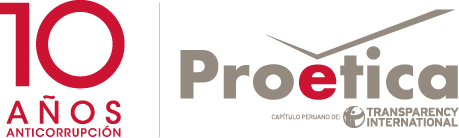 10
AÑOS
ANTICORRUPCIÓN
Proetica
CAPÍTULO PERUANO DE:
TRANSPARENCY
INTERNATIONAL